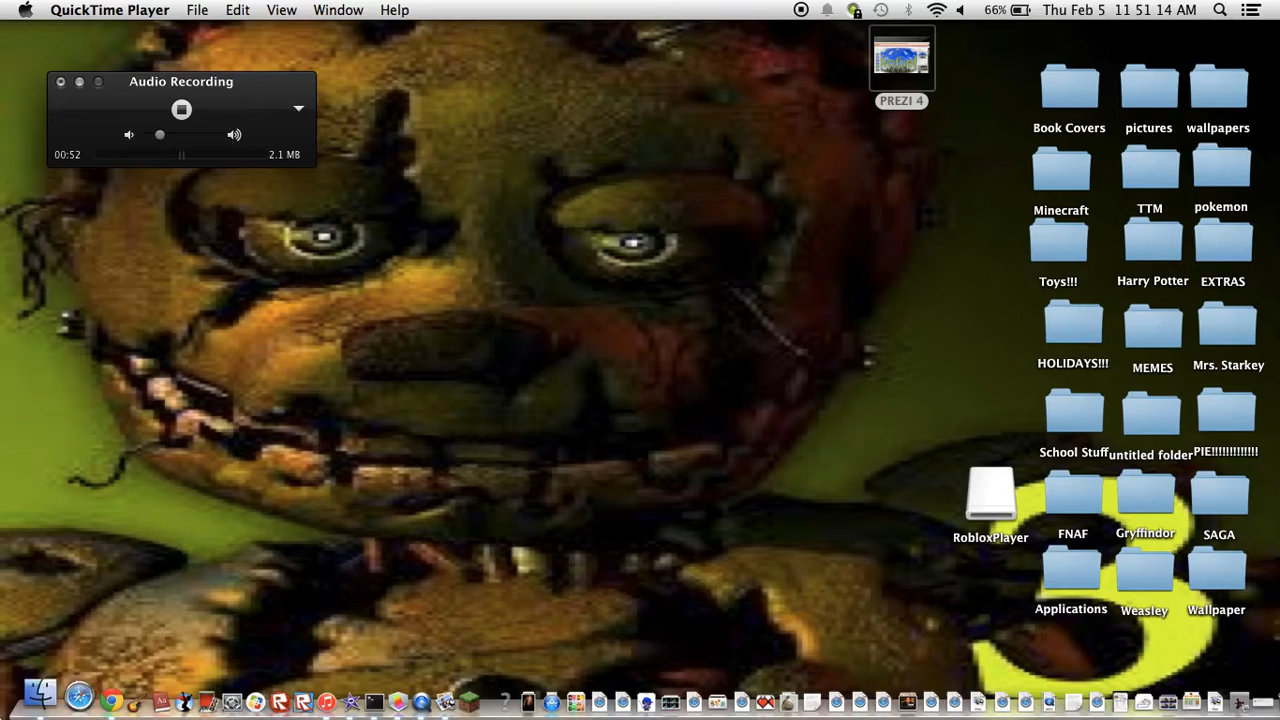 QuickTime Player File Edit View Window Help 66% Thu Feb 5 11 51 14 AM
Audio Recording
00:52 2.1 MB
PREZI 4
Book Covers pictures wallpapers
Minecraft TTM pokemon
Toys!!! Harry Potter EXTRAS
HOLIDAYS!!! MEMES Mrs. Starkey
School Stuff untitled folder PIE!!!!!!!!!!!!!
RobloxPlayer FNAF Gryffindor SAGA
Applications Weasley Wallpaper
3